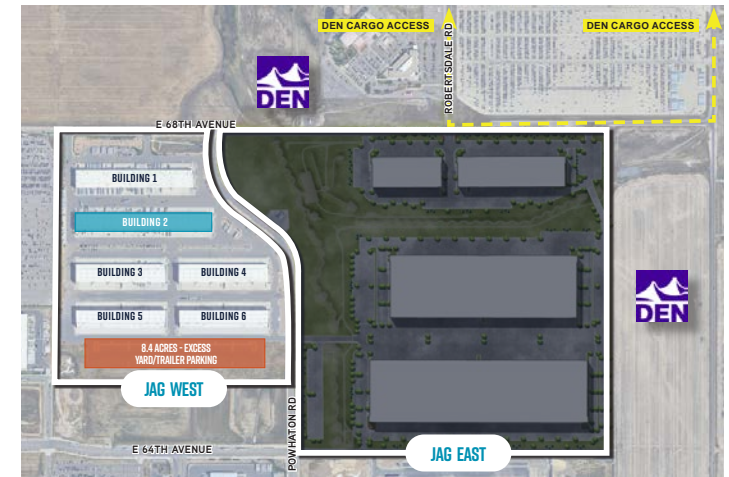 DEN CARGO ACCESS
DEN CARGO ACCESS
ROBERTSDALE RD
DEN
E 68TH AVENUE
BUILDING 1
BUILDING 2
BUILDING 3
BUILDING 4
BUILDING 5
BUILDING 6
8.4 ACRES - EXCESS
YARD/TRAILER PARKING
JAG WEST
DEN
POWHATON RD
E 64TH AVENUE
JAG EAST